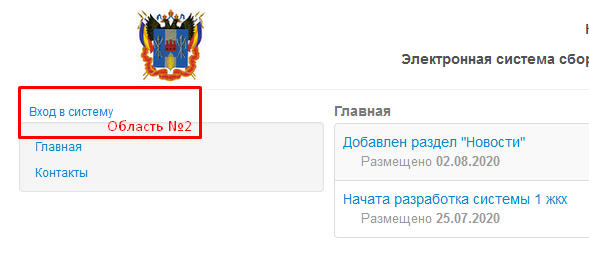 Электронная система сбор
Вход в систему
Область №2
Главная
Контакты
Главная
Добавлен раздел "Новости"
Размещено 02.08.2020
Начата разработка системы 1 жкх
Размещено 25.07.2020